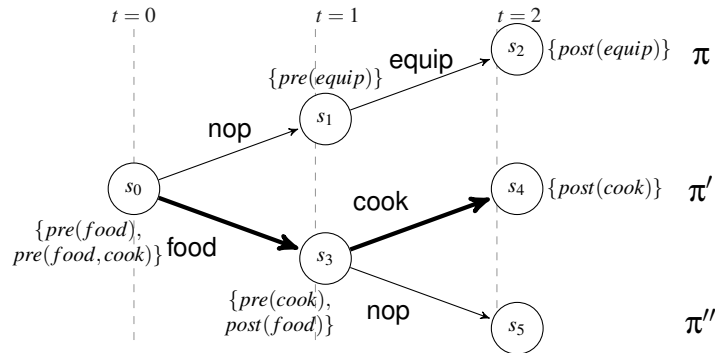 t = 0
t = 1
t = 2
s0
{pre(food),
pre(food,cook)}
nop
food
{pre(equip)}
s1
equip
s2
{post(equip)}
π
s3
{pre(cook),
post(food)}
cook
s4
{post(cook)}
π′
nop
s5
π′′